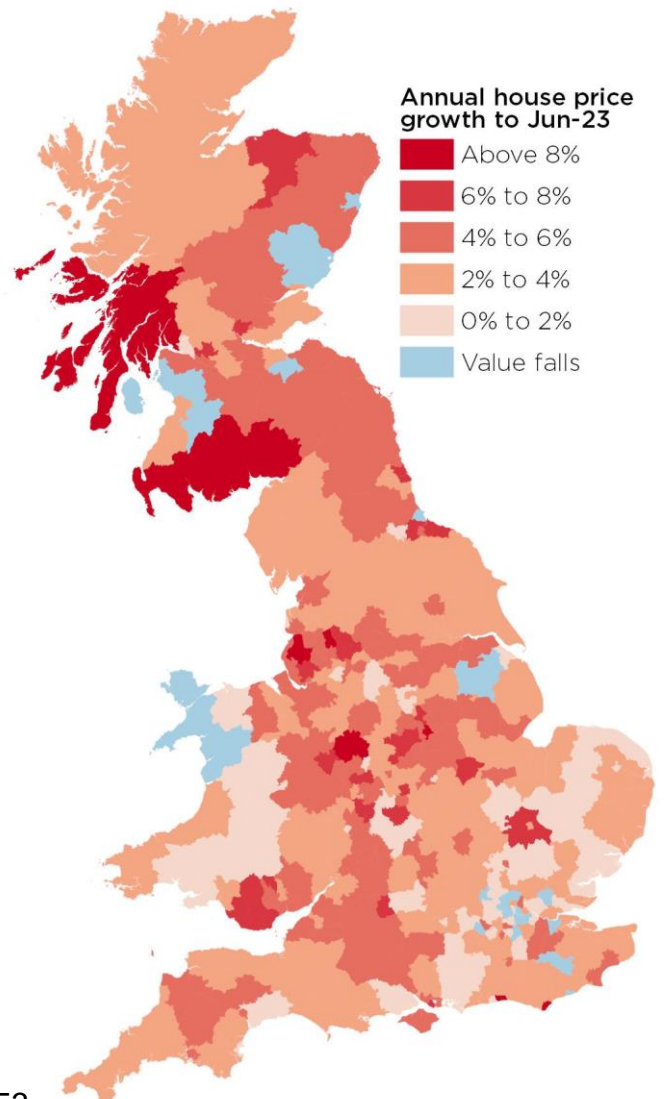 Annual house price
growth to Jun-23
Above 8%
6% to 8%
4% to 6%
2% to 4%
0% to 2%
Value falls